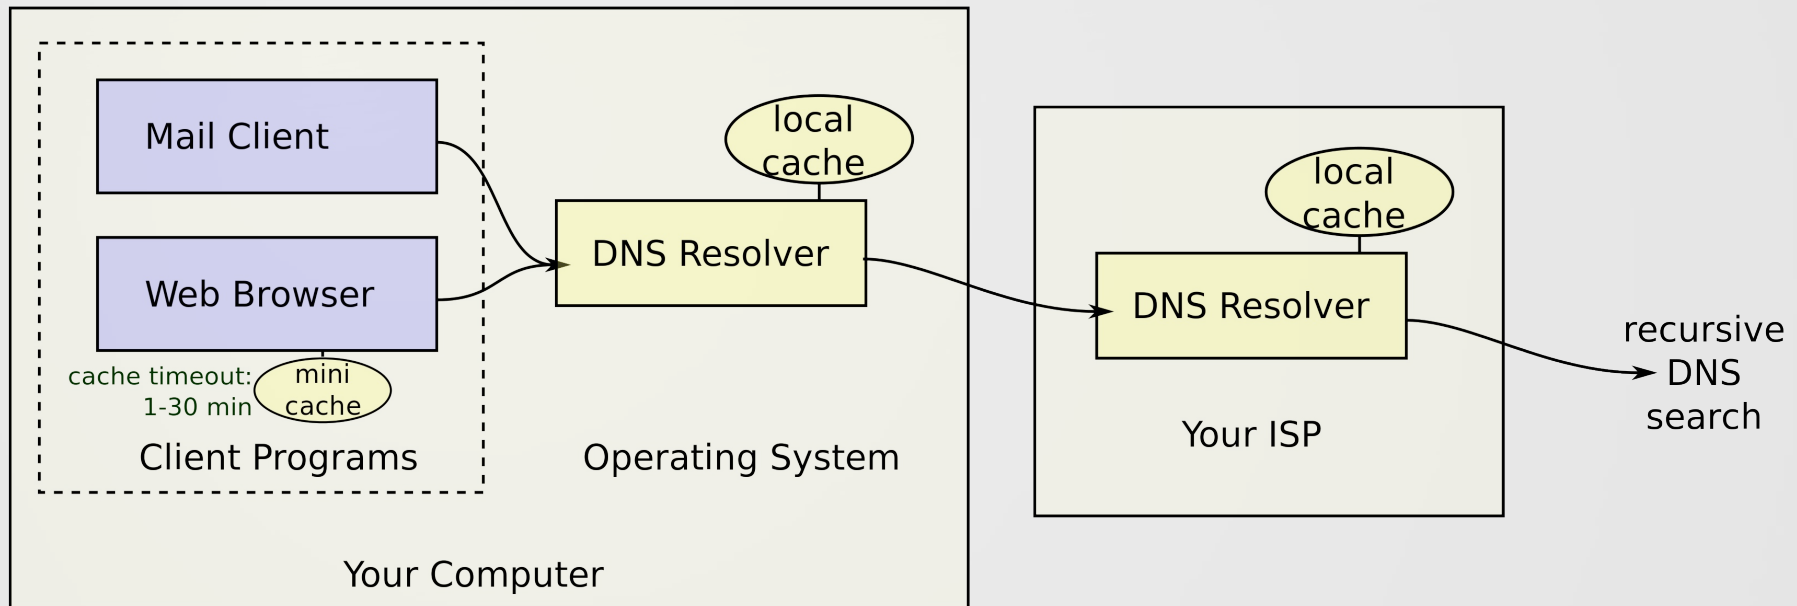 Mail Client
Web Browser
cache timeout:
1-30 min
mini
cache
Client Programs
local
cache
DNS Resolver
Operating System
Your Computer
local
cache
DNS Resolver
Your ISP
recursive
DNS
search